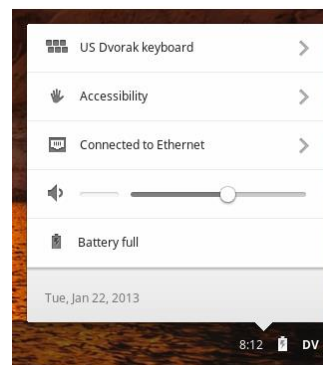 US Dvorak keyboard
Accessibility
Connected to Ethernet
Battery full
Tue, Jan 22, 2013
8:12 DV